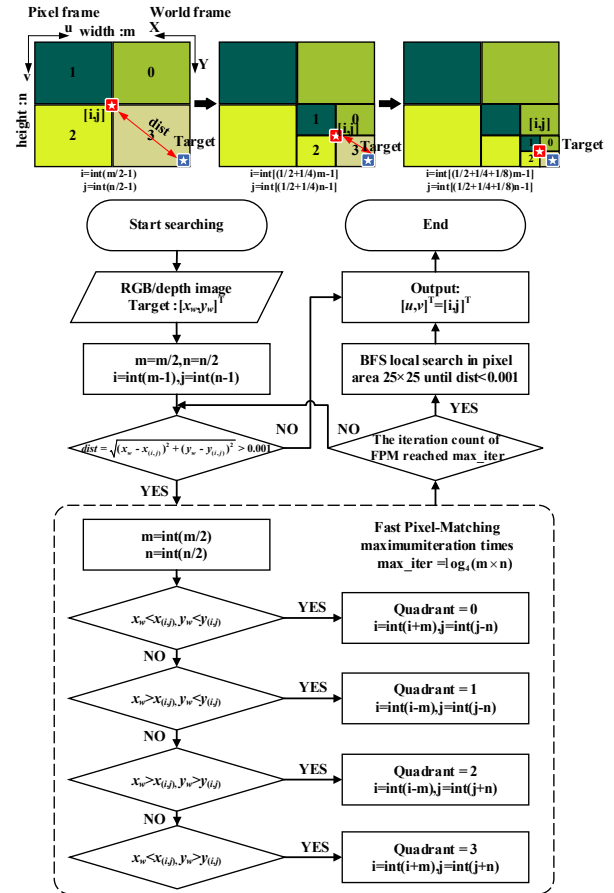 Pixel frame
World frame
u
width :m
X
v
Y
height :n
1
0
2
3
[i,j]
dist
Target
i=int(m/2-1)
j=int(n/2-1)
0
[i,j]
2
3
Target
i=int[(1/2+1/4)m-1]
j=int[(1/2+1/4)n-1]
[i,j]
1
0
2
Target
i=int[(1/2+1/4+1/8)m-1]
j=int[(1/2+1/4+1/8)n-1]
Start searching
End
RGB/depth image
Target :[x_w,y_w]^T
Output:
[u,v]^T=[i,j]^T
m=m/2,n=n/2
i=int(m-1),j=int(n-1)
BFS local search in pixel
area 25×25 until dist<0.001
NO
NO
YES
dist = √((x_w - x_(i,j))² + (y_w - y_(i,j))²) > 0.001
The iteration count of
FPM reached max_iter
YES
m=int(m/2)
n=int(n/2)
Fast Pixel-Matching
maximumiteration times
max_iter =log₄(m×n)
x_w<x_(i,j), y_w<y_(i,j)
YES
Quadrant = 0
i=int(i+m),j=int(j-n)
NO
x_w>x_(i,j), y_w<y_(i,j)
YES
Quadrant = 1
i=int(i-m),j=int(j-n)
NO
x_w>x_(i,j), y_w>y_(i,j)
YES
Quadrant = 2
i=int(i-m),j=int(j+n)
NO
x_w<x_(i,j), y_w>y_(i,j)
YES
Quadrant = 3
i=int(i+m),j=int(j+n)